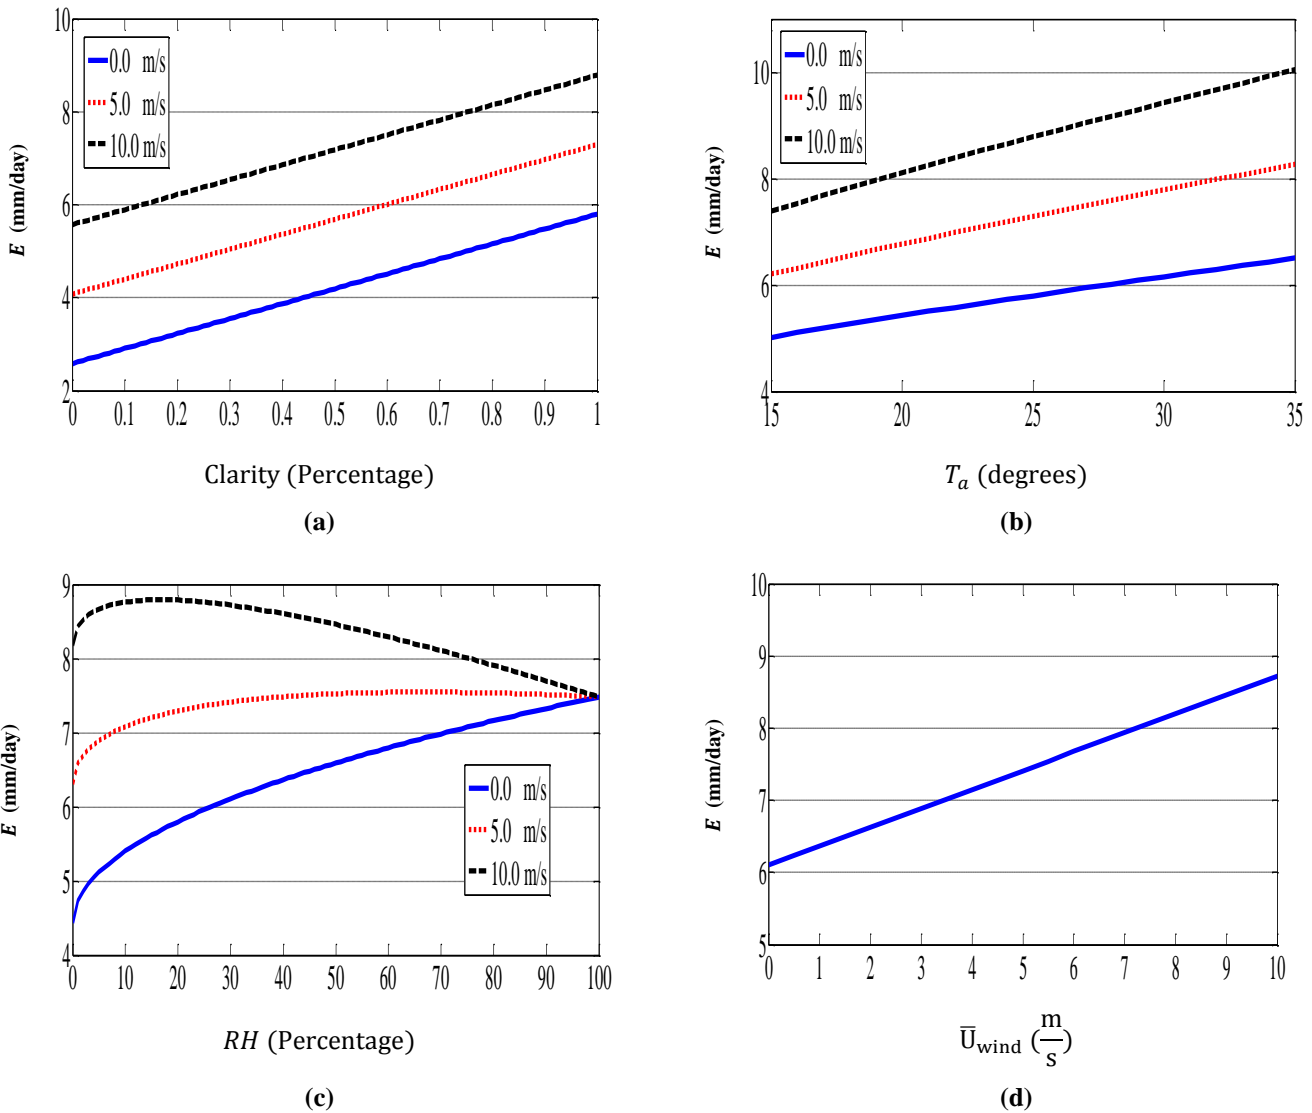 10
8
6
4
2
E (mm/day)
0.0 m/s
5.0 m/s
10.0 m/s
0 0.1 0.2 0.3 0.4 0.5 0.6 0.7 0.8 0.9 1
Clarity (Percentage)
(a)
10
8
6
4
E (mm/day)
0.0 m/s
5.0 m/s
10.0 m/s
15 20 25 30 35
Ta (degrees)
(b)
9
8
7
6
5
4
E (mm/day)
0.0 m/s
5.0 m/s
10.0 m/s
0 10 20 30 40 50 60 70 80 90 100
RH (Percentage)
(c)
10
9
8
7
6
5
E (mm/day)
0 1 2 3 4 5 6 7 8 9 10
U̅wind (m/s)
(d)